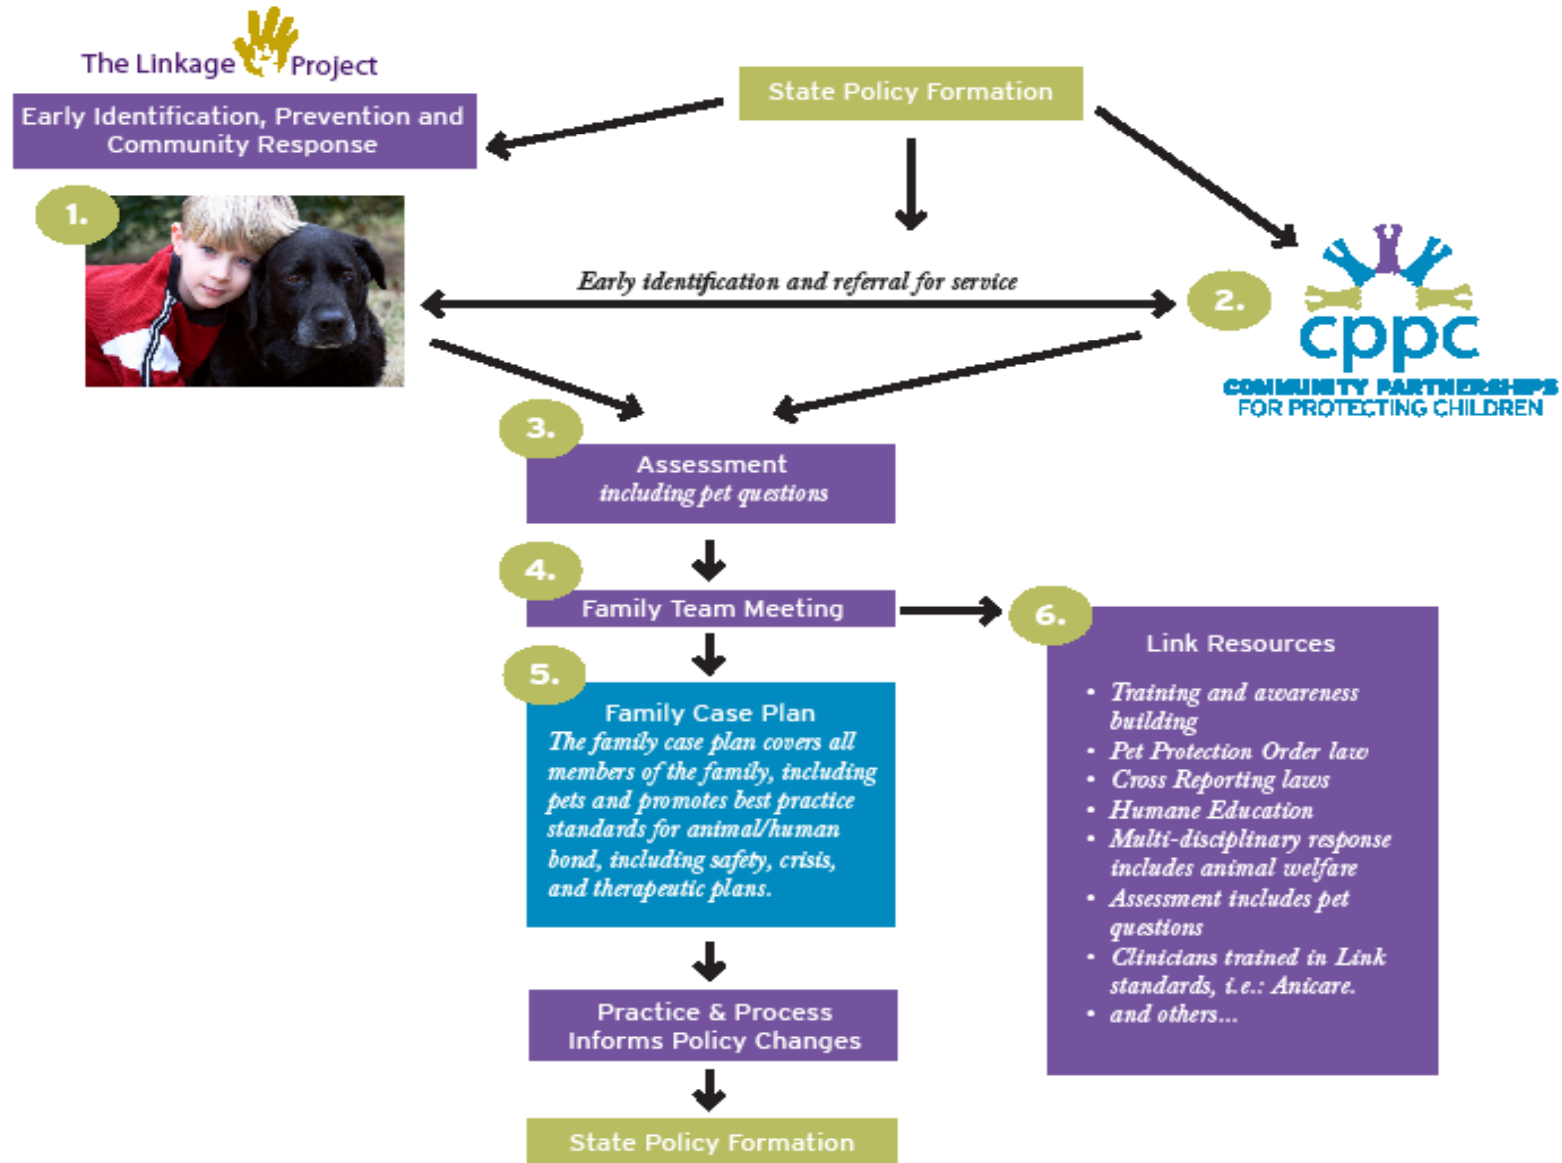 The Linkage Project
Early Identification, Prevention and
Community Response
State Policy Formation
1.
Early identification and referral for service
2.
cppc
COMMUNITY PARTNERSHIPS
FOR PROTECTING CHILDREN
3.
Assessment
including pet questions
4.
Family Team Meeting
5.
Family Case Plan
The family case plan covers all
members of the family, including
pets and promotes best practice
standards for animal/human
bond, including safety, crisis,
and therapeutic plans.
6.
Link Resources
• Training and awareness
building
• Pet Protection Order law
• Cross Reporting laws
• Humane Education
• Multi-disciplinary response
includes animal welfare
• Assessment includes pet
questions
• Clinicians trained in Link
standards, i.e.: Anicare.
• and others...
Practice & Process
Informs Policy Changes
State Policy Formation